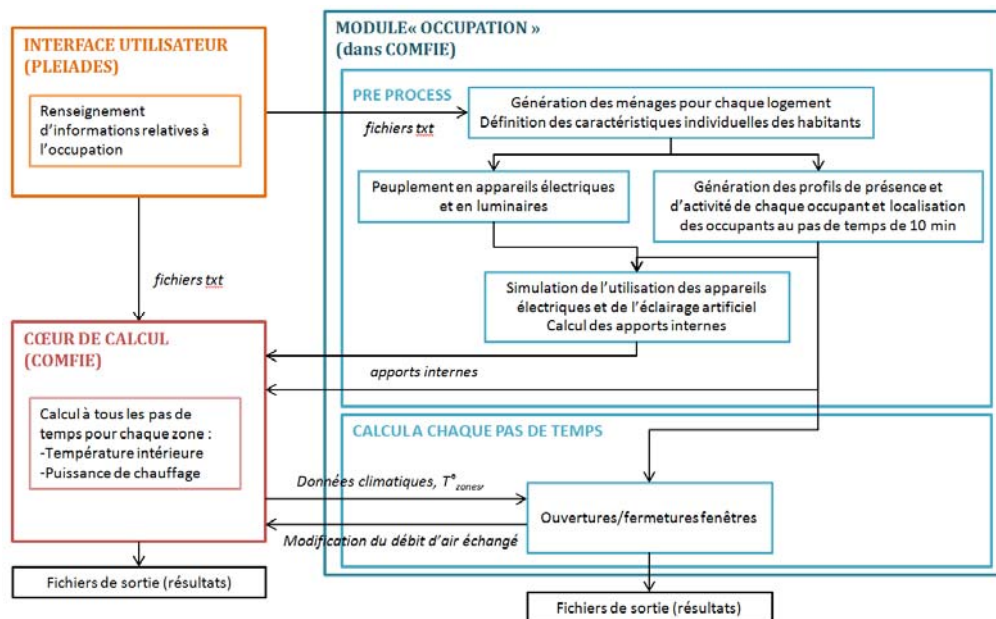 INTERFACE UTILISATEUR
(PLEIADES)
Renseignement
d'informations relatives à
l'occupation
fichiers txt
MODULE« OCCUPATION »
(dans COMFIE)
PRE PROCESS
Génération des ménages pour chaque logement
Définition des caractéristiques individuelles des habitants
fichiers txt
Peuplement en appareils électriques
et en luminaires
Génération des profils de présence et
d'activité de chaque occupant et localisation
des occupants au pas de temps de 10 min
Simulation de l'utilisation des appareils
électriques et de l'éclairage artificiel
Calcul des apports internes
apports internes
CŒUR DE CALCUL
(COMFIE)
Calcul à tous les pas de
temps pour chaque zone :
-Température intérieure
-Puissance de chauffage
CALCUL A CHAQUE PAS DE TEMPS
Données climatiques, T°zones,
Ouvertures/fermetures fenêtres
Modification du débit d'air échangé
Fichiers de sortie (résultats)
Fichiers de sortie (résultats)